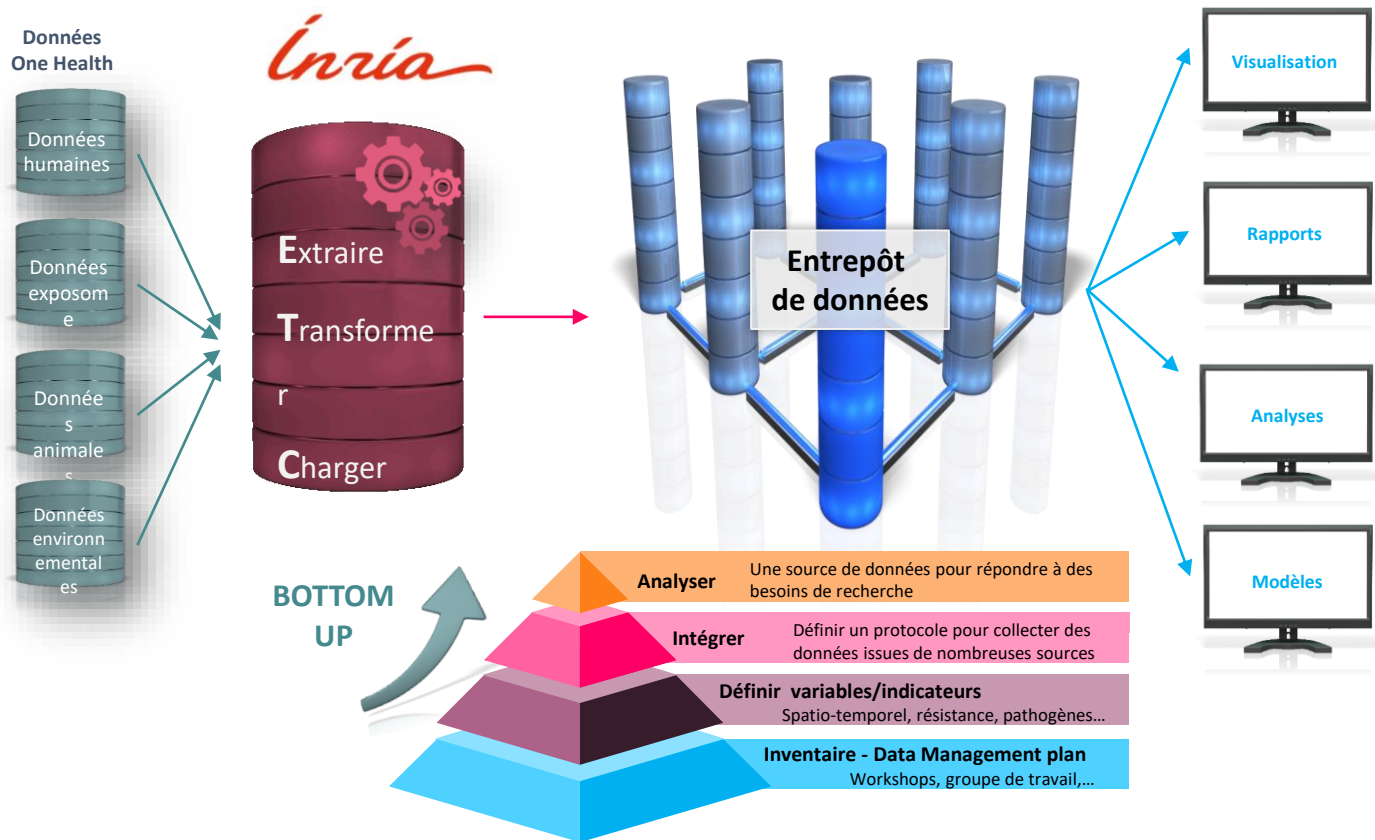 Données
One Health
Données
humaines
Données
exposom
e
Donnée
s
animale
s
Données
environn
emental
es
Inria
Extraire
Transforme
r
Charger
Entrepôt
de données
Visualisation
Rapports
Analyses
Modèles
BOTTOM
UP
Analyser
Une source de données pour répondre à des
besoins de recherche
Intégrer
Définir un protocole pour collecter des
données issues de nombreuses sources
Définir variables/indicateurs
Spatio-temporel, résistance, pathogènes…
Inventaire - Data Management plan
Workshops, groupe de travail,…